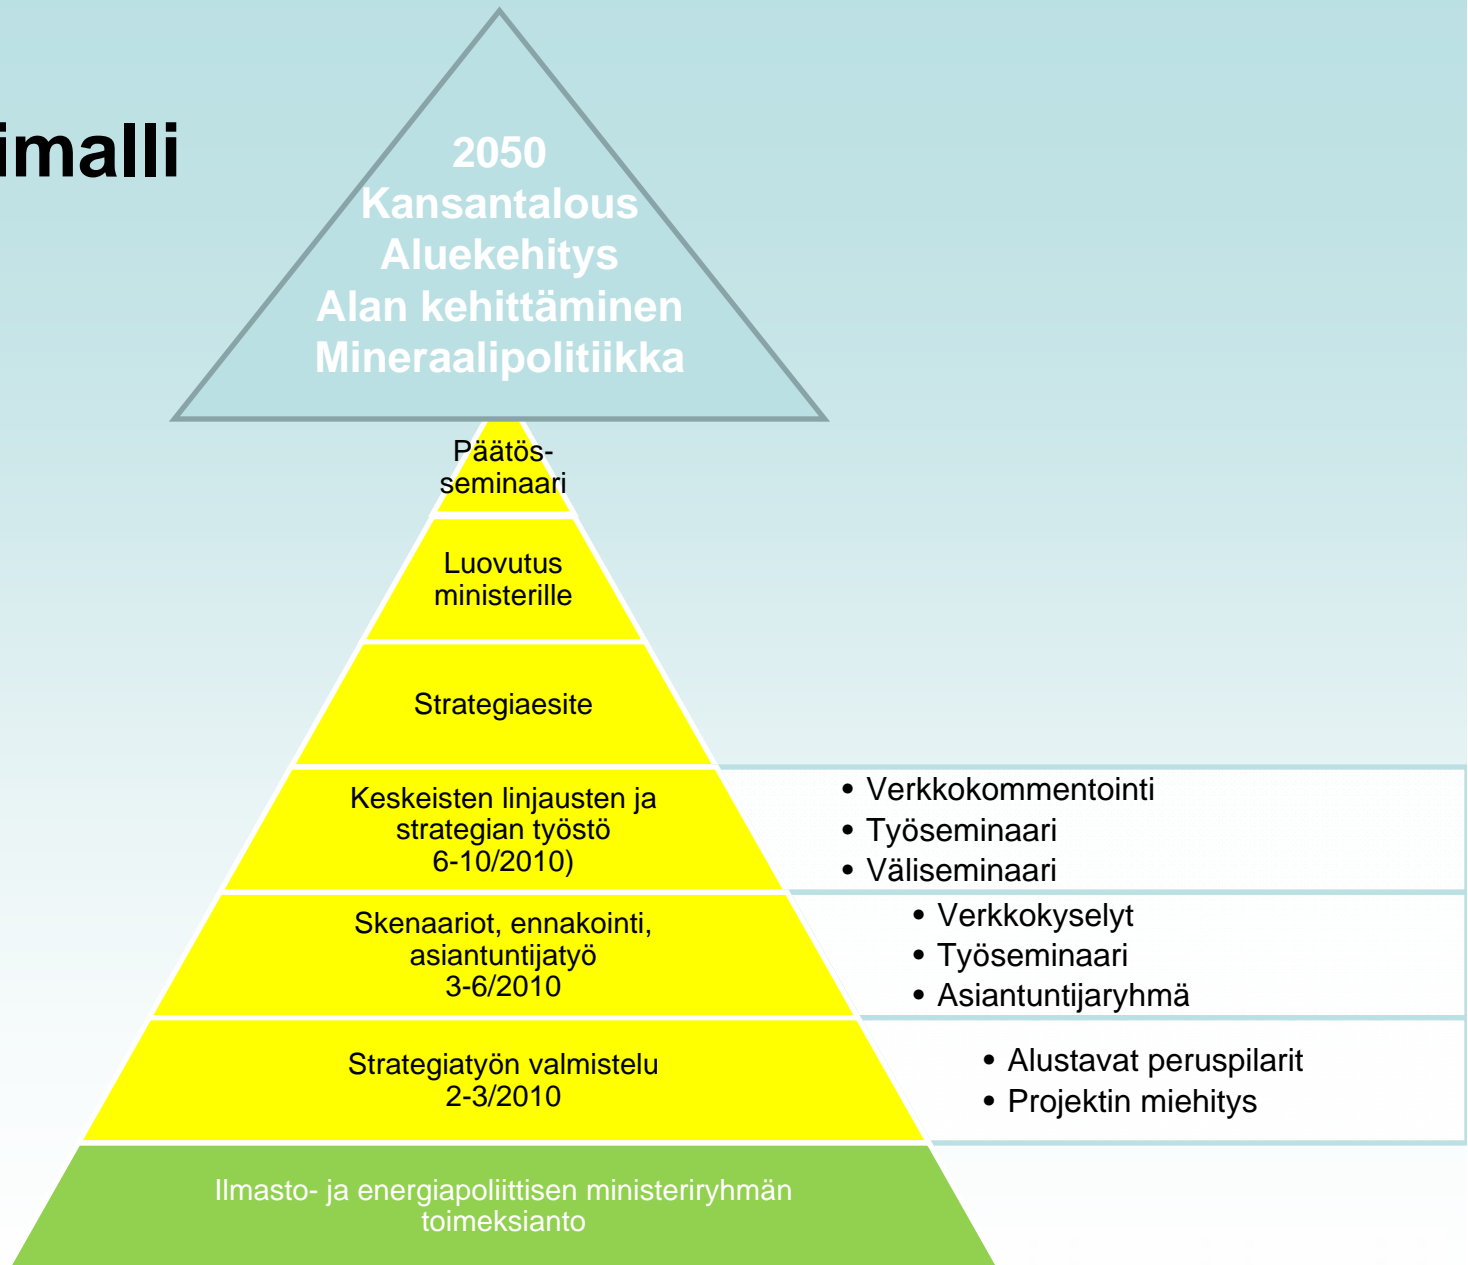 imalli
2050
Kansantalous
Aluekehitys
Alan kehittäminen
Mineraalipolitiikka
Päätös-
seminaari
Luovutus
ministerille
Strategiaesite
Keskeisten linjausten ja
strategian työstö
6-10/2010)
• Verkkokommentointi
• Työseminaari
• Väliseminaari
Skenaariot, ennakointi,
asiantuntijatyö
3-6/2010
• Verkkokyselyt
• Työseminaari
• Asiantuntijaryhmä
Strategiatyön valmistelu
2-3/2010
• Alustavat peruspilarit
• Projektin miehitys
Ilmasto- ja energiapoliittisen ministeriryhmän
toimeksianto